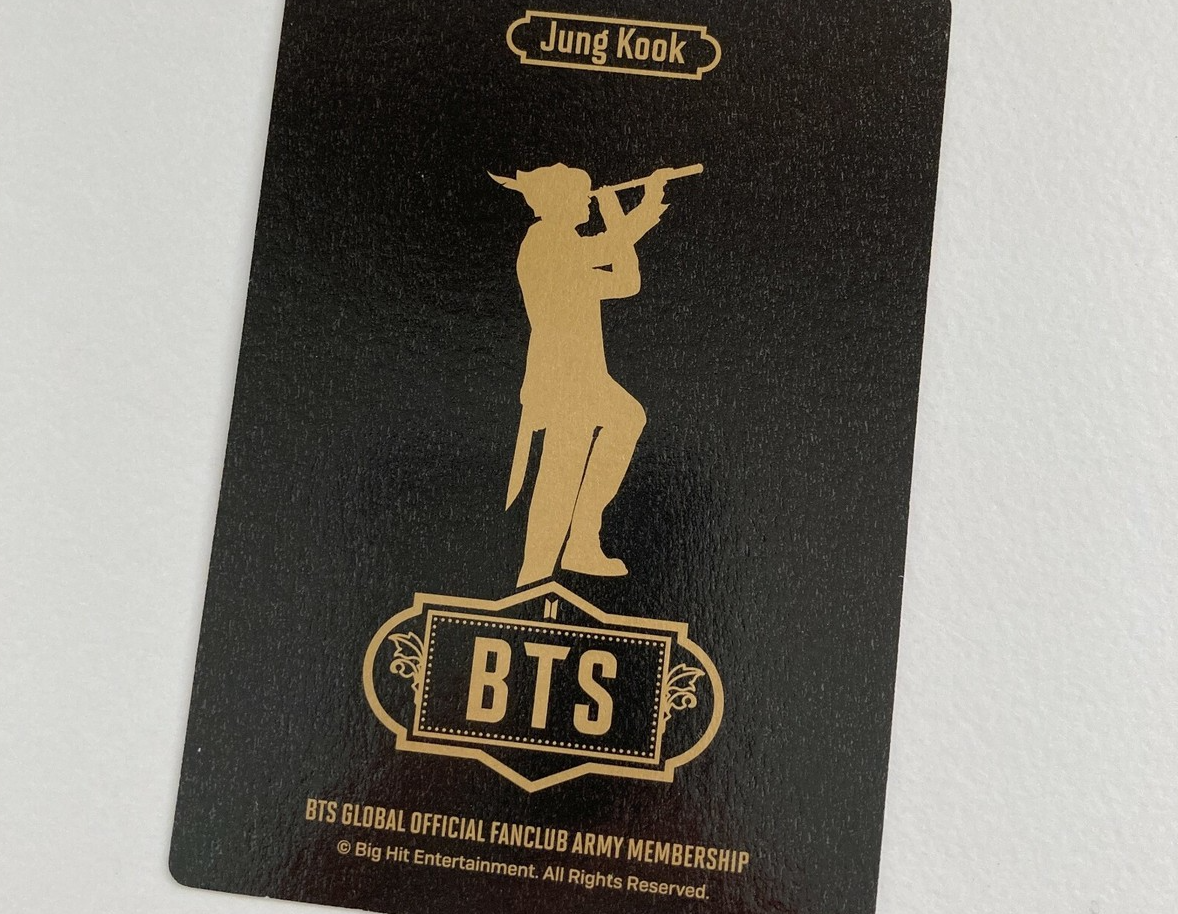 Jung Kook
BTS
BTS GLOBAL OFFICIAL FANCLUB ARMY MEMBERSHIP
© Big Hit Entertainment. All Rights Reserved.